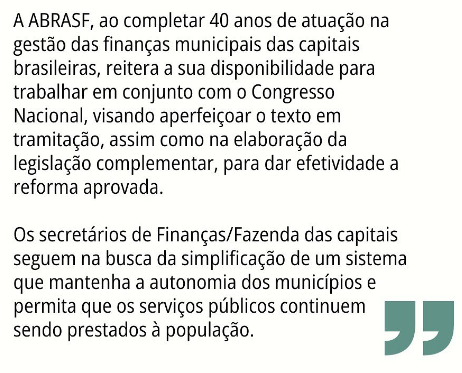 A ABRASF, ao completar 40 anos de atuação na
gestão das finanças municipais das capitais
brasileiras, reitera a sua disponibilidade para
trabalhar em conjunto com o Congresso
Nacional, visando aperfeiçoar o texto em
tramitação, assim como na elaboração da
legislação complementar, para dar efetividade a
reforma aprovada.
Os secretários de Finanças/Fazenda das capitais
seguem na busca da simplificação de um sistema
que mantenha a autonomia dos municípios e
permita que os serviços públicos continuem
sendo prestados à população.
”